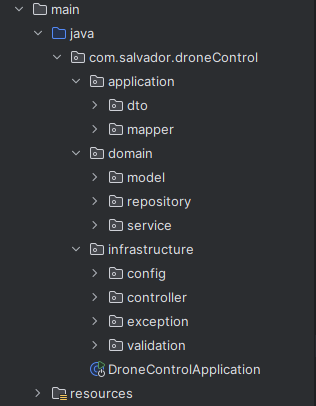 main
java
com.salvador.droneControl
application
dto
mapper
domain
model
repository
service
infrastructure
config
controller
exception
validation
DroneControlApplication
resources